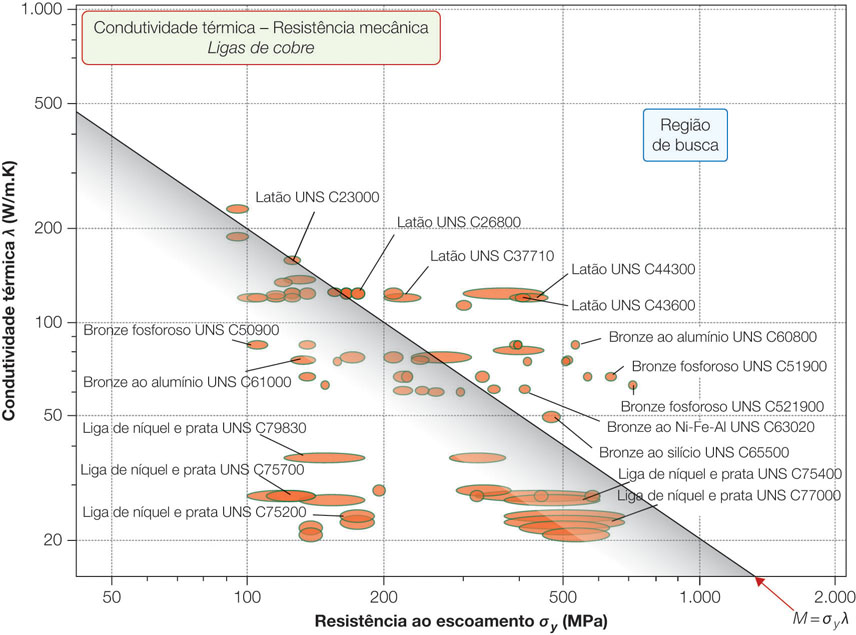 Condutividade térmica – Resistência mecânica
Ligas de cobre
Região
de busca
Condutividade térmica λ (W/m.K)
1.000
500
200
100
50
20
Latão UNS C23000
Latão UNS C26800
Latão UNS C37710
Latão UNS C44300
Latão UNS C43600
Bronze fosforoso UNS C50900
Bronze ao alumínio UNS C60800
Bronze fosforoso UNS C51900
Bronze ao alumínio UNS C61000
Bronze fosforoso UNS C521900
Bronze ao Ni-Fe-Al UNS C63020
Liga de níquel e prata UNS C79830
Bronze ao silício UNS C65500
Liga de níquel e prata UNS C75700
Liga de níquel e prata UNS C75400
Liga de níquel e prata UNS C77000
Liga de níquel e prata UNS C75200
50
100
200
500
1.000
2.000
Resistência ao escoamento σy (MPa)
M = σyλ